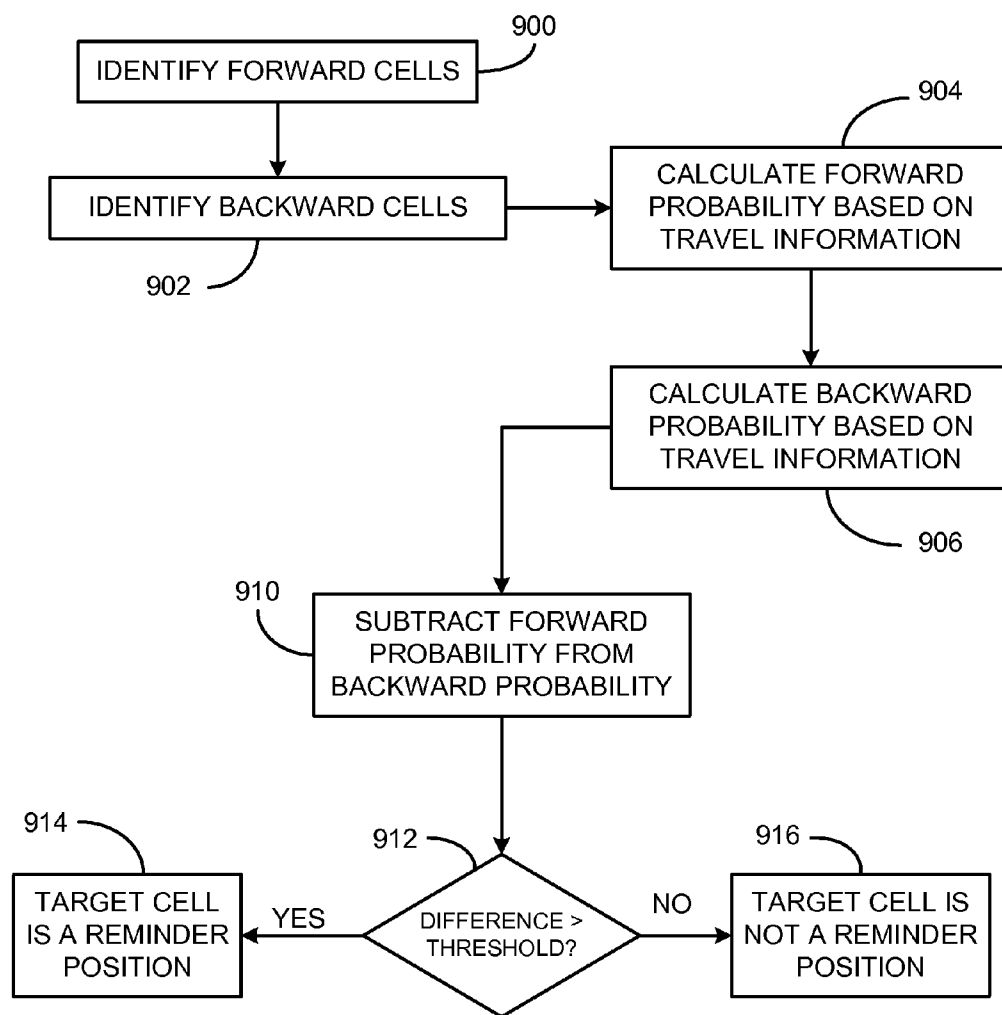 900
IDENTIFY FORWARD CELLS
904
CALCULATE FORWARD
PROBABILITY BASED ON
TRAVEL INFORMATION
IDENTIFY BACKWARD CELLS
902
CALCULATE BACKWARD
PROBABILITY BASED ON
TRAVEL INFORMATION
906
910
SUBTRACT FORWARD
PROBABILITY FROM
BACKWARD PROBABILITY
914
912
916
TARGET CELL
IS A REMINDER
POSITION
YES
DIFFERENCE >
THRESHOLD?
NO
TARGET CELL IS
NOT A REMINDER
POSITION